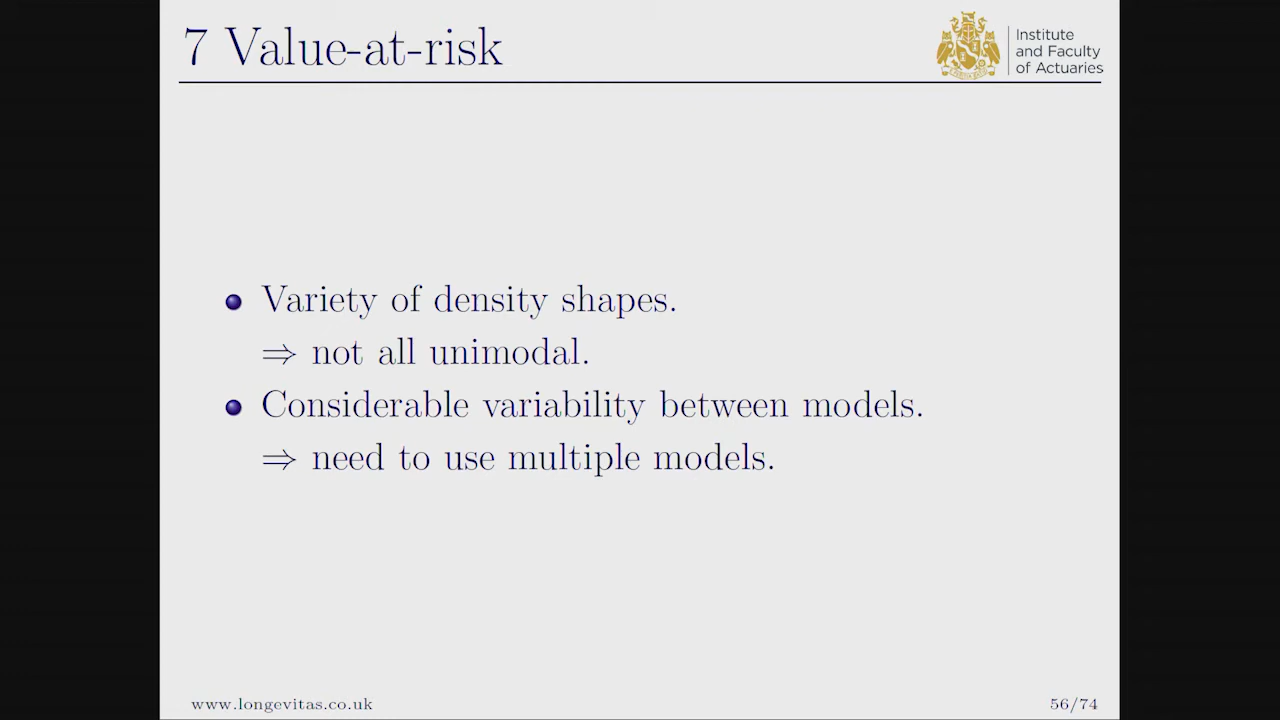 7 Value-at-risk
Institute
and Faculty
of Actuaries
Variety of density shapes.
⇒ not all unimodal.
Considerable variability between models.
⇒ need to use multiple models.
www.longevitas.co.uk
56/74